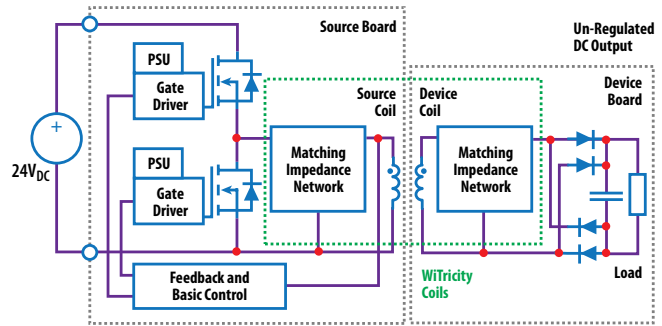 Source Board
Un-Regulated
DC Output
PSU
Gate
Driver
Source
Coil
Device
Coil
Device
Board
+
24VDC
PSU
Gate
Driver
Matching
Impedance
Network
Matching
Impedance
Network
Feedback and
Basic Control
WiTricity
Coils
Load